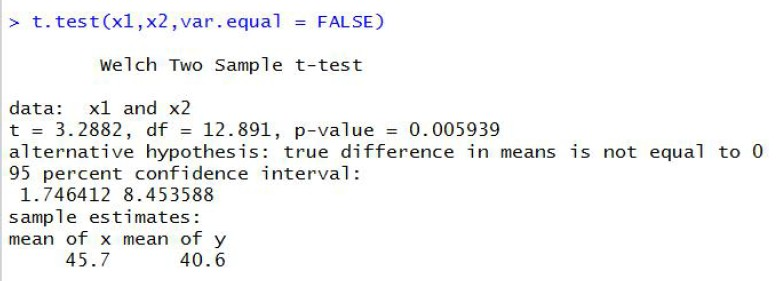 > t.test(x1,x2,var.equal = FALSE)
Welch Two Sample t-test
data:  x1 and x2
t = 3.2882, df = 12.891, p-value = 0.005939
alternative hypothesis: true difference in means is not equal to 0
95 percent confidence interval:
1.746412 8.453588
sample estimates:
mean of x mean of y
45.7      40.6